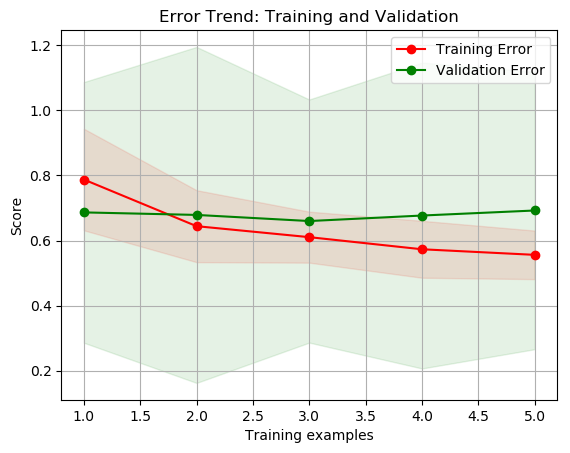 Error Trend: Training and Validation
Training Error
Validation Error
Score
1.2
1.0
0.8
0.6
0.4
0.2
1.0 1.5 2.0 2.5 3.0 3.5 4.0 4.5 5.0
Training examples